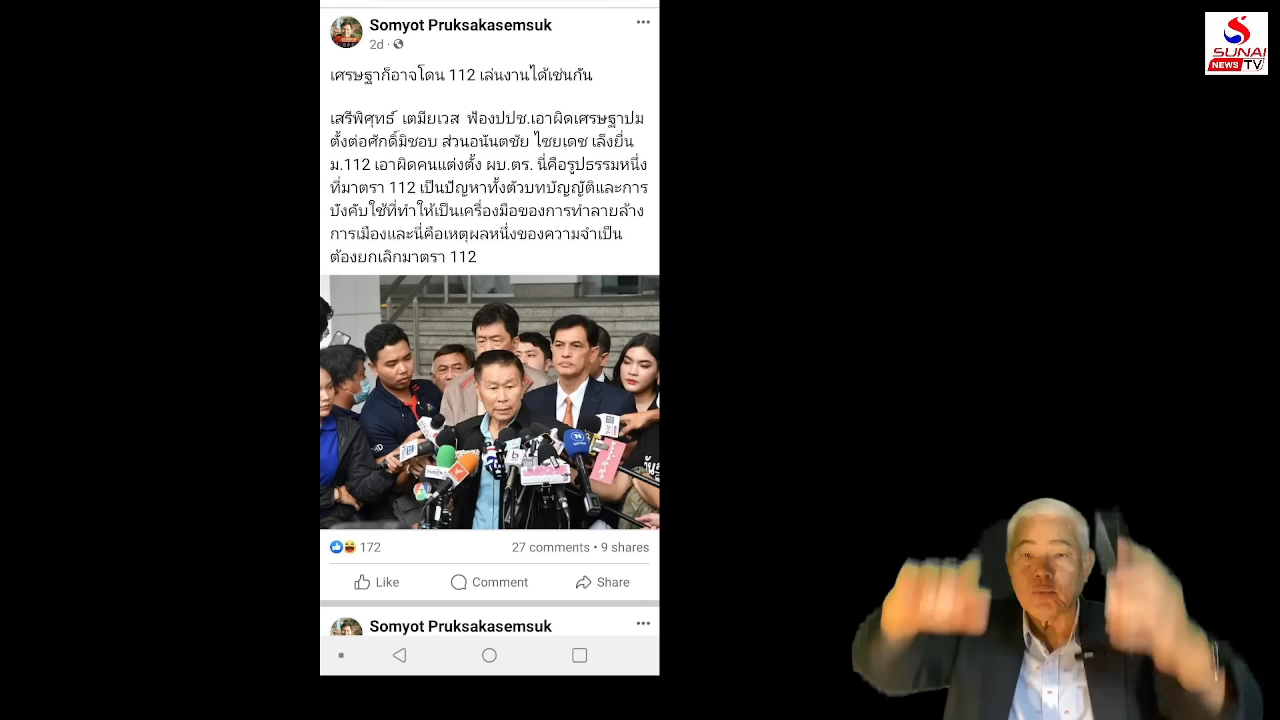 Somyot Pruksakasemsuk
2d
เศรษฐาก็อาจโดน 112 เล่นงานได้เช่นกัน
เสรีพิศุทธ์ เตมียเวส ฟ้องปปช.เอาผิดเศรษฐาปม
ตั้งต่อศักดิ์มิชอบ ส่วนอนันตชัย ไชยเดช เล็งยื่น
ม.112 เอาผิดคนแต่งตั้ง ผบ.ตร. นี่คือรูปธรรมหนึ่ง
ที่มาตรา 112 เป็นปัญหาทั้งตัวบทบัญญัติและการ
บังคับใช้ที่ทำให้เป็นเครื่องมือของการทำลายล้าง
การเมืองและนี่คือเหตุผลหนึ่งของความจำเป็น
ต้องยกเลิกมาตรา 112
172
27 comments • 9 shares
Like
Comment
Share
Somyot Pruksakasemsuk
SUNAI
NEWS TV